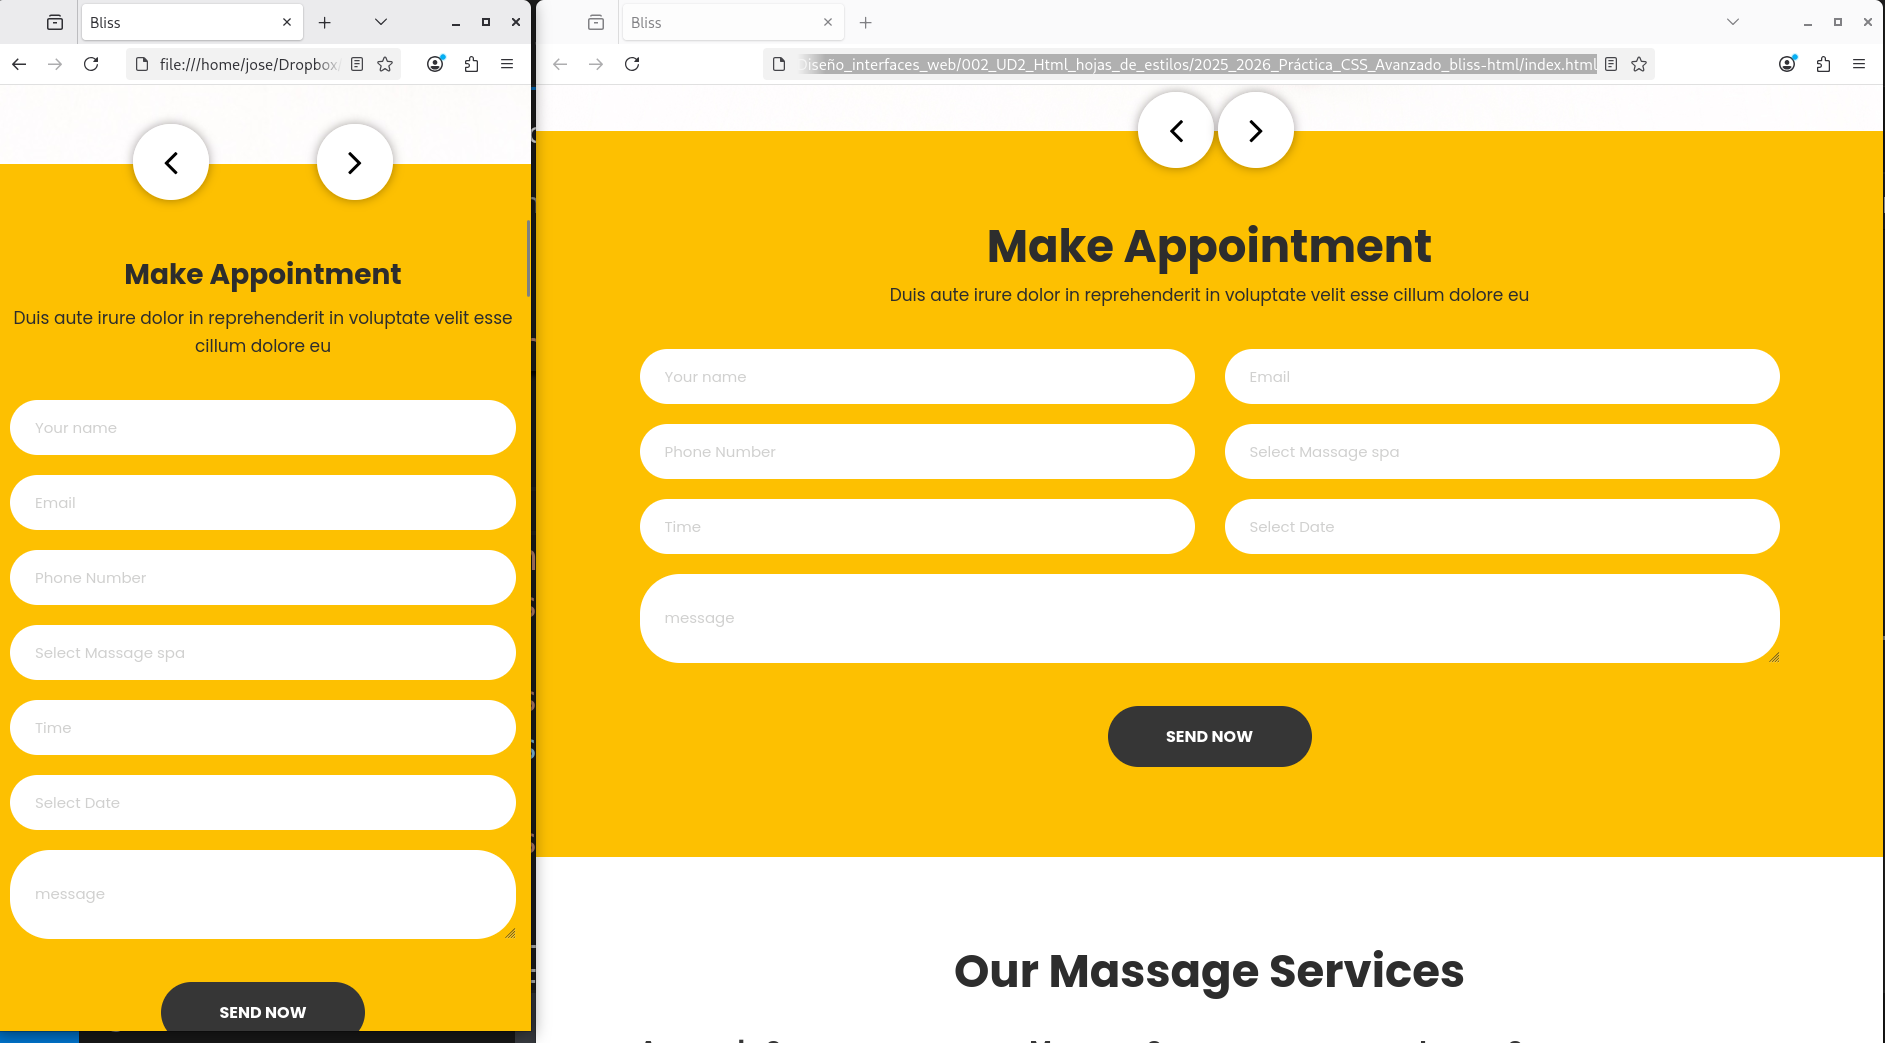 Bliss
file:///home/jose/Dropbox/
Make Appointment
Duis aute irure dolor in reprehenderit in voluptate velit esse
cillum dolore eu
Your name
Email
Phone Number
Select Massage spa
Time
Select Date
message
SEND NOW
Bliss
Diseño_interfaces_web/002_UD2_Html_hojas_de_estilos/2025_2026_Práctica_CSS_Avanzado_bliss-html/index.html
Make Appointment
Duis aute irure dolor in reprehenderit in voluptate velit esse cillum dolore eu
Your name
Email
Phone Number
Select Massage spa
Time
Select Date
message
SEND NOW
Our Massage Services